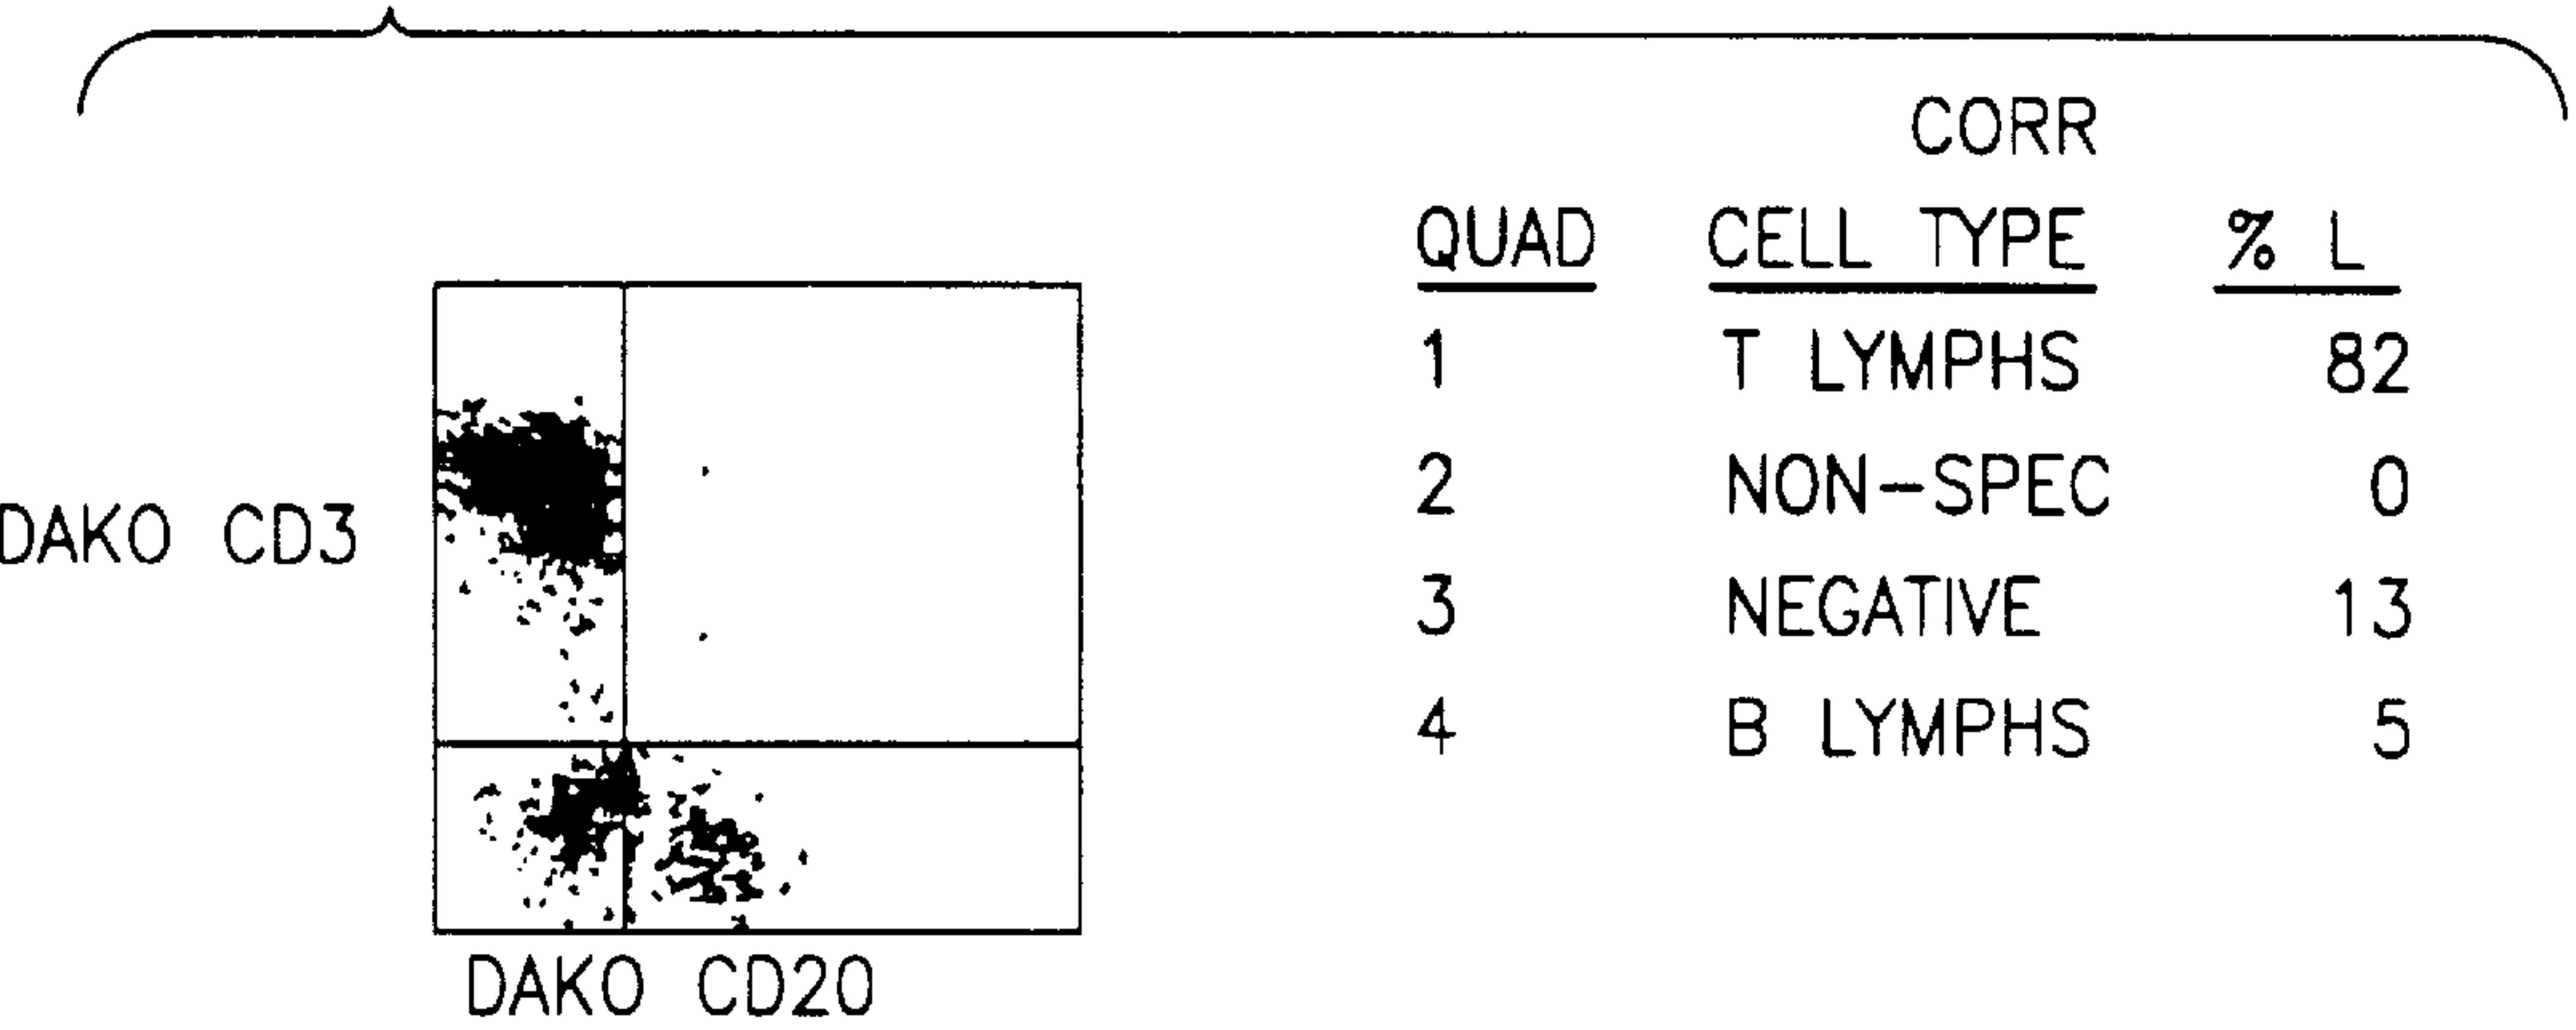 CORR
QUAD CELL TYPE % L
1 T LYMPHS 82
2 NON-SPEC 0
3 NEGATIVE 13
4 B LYMPHS 5
DAKO CD3
DAKO CD20